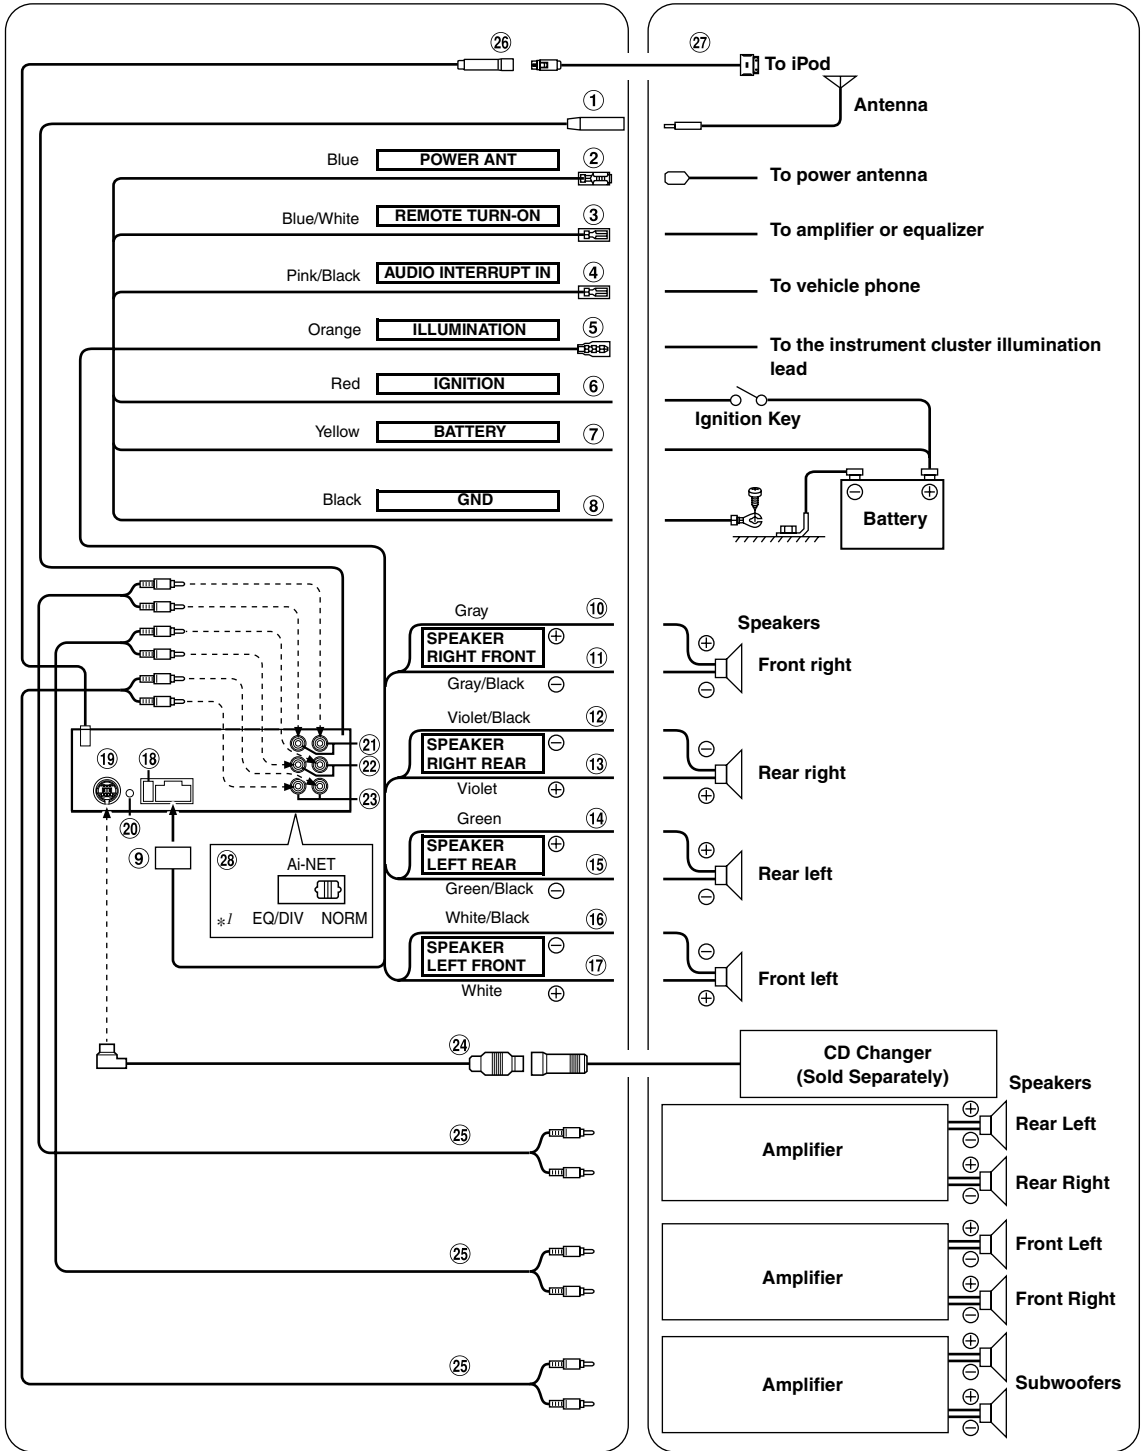 ㉖ ㉗
To iPod
①
Antenna
Blue POWER ANT ②
To power antenna
Blue/White REMOTE TURN-ON ③
To amplifier or equalizer
Pink/Black AUDIO INTERRUPT IN ④
To vehicle phone
Orange ILLUMINATION ⑤
To the instrument cluster illumination
lead
Red IGNITION ⑥
Ignition Key
Yellow BATTERY ⑦
Black GND ⑧
⊖ ⊕
Battery
Gray ⑩
SPEAKER ⊕
RIGHT FRONT ⑪
Gray/Black ⊖
Speakers
⊕
Front right
⊖
Violet/Black ⑫
SPEAKER ⊖
RIGHT REAR ⑬
Violet ⊕
⊖
Rear right
⊕
Green ⑭
SPEAKER ⊕
LEFT REAR ⑮
Green/Black ⊖
⊕
Rear left
⊖
White/Black ⑯
SPEAKER ⊖
LEFT FRONT ⑰
White ⊕
⊖
Front left
⊕
⑲ ⑱ ㉑
㉒
㉓
⑳
⑨
㉘
Ai-NET
*1 EQ/DIV NORM
㉔
CD Changer
(Sold Separately)
Speakers
㉕
Amplifier
⊕
Rear Left
⊖
⊕
Rear Right
⊖
㉕
Amplifier
⊕
Front Left
⊖
⊕
Front Right
⊖
㉕
Amplifier
⊕
⊖
Subwoofers
⊕
⊖